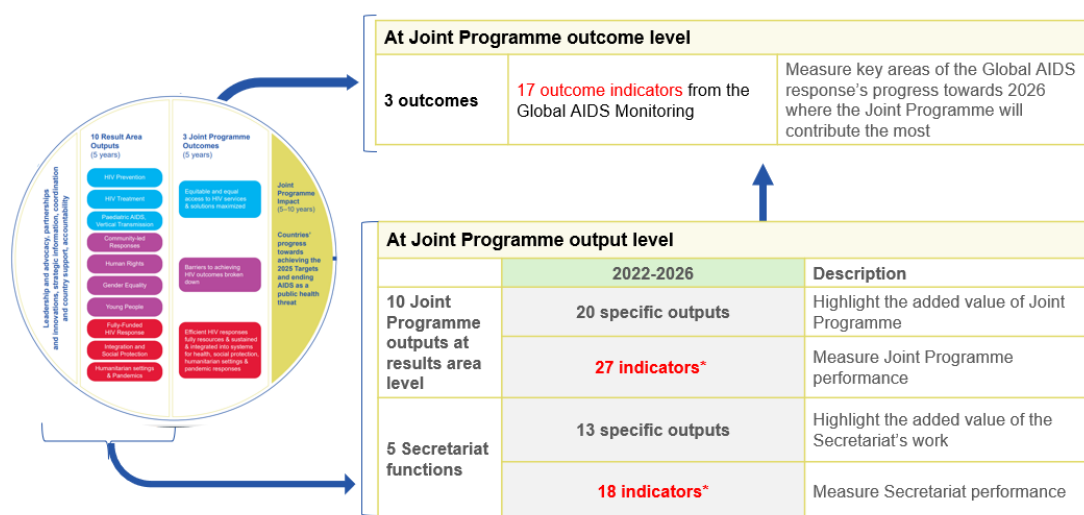 At Joint Programme outcome level
3 outcomes
17 outcome indicators from the
Global AIDS Monitoring
Measure key areas of the Global AIDS
response's progress towards 2026
where the Joint Programme will
contribute the most
Leadership and advocacy, partnerships
and innovations, strategic information, coordination
and country support, accountability
10 Result Area
Outputs
(5 years)
HIV Prevention
HIV Treatment
Paediatric AIDS,
Vertical Transmission
Community-led
Responses
Human Rights
Gender Equality
Young People
Fully-Funded
HIV Response
Integration and
Social Protection
Humanitarian settings
& Pandemics
3 Joint Programme
Outcomes
(5 years)
Equitable and equal
access to HIV services
& solutions maximized
Barriers to achieving
HIV outcomes broken
down
Efficient HIV responses
fully resources & sustained
& integrated into systems
for health, social protection,
humanitarian settings &
pandemic responses
Joint
Programme
Impact
(5–10 years)
Countries'
progress
towards
achieving the
2025 Targets
and ending
AIDS as a
public health
threat
At Joint Programme output level
2022-2026
Description
10 Joint
Programme
outputs at
results area
level
20 specific outputs
Highlight the added value of Joint
Programme
27 indicators*
Measure Joint Programme
performance
5 Secretariat
functions
13 specific outputs
Highlight the added value of the
Secretariat's work
18 indicators*
Measure Secretariat performance